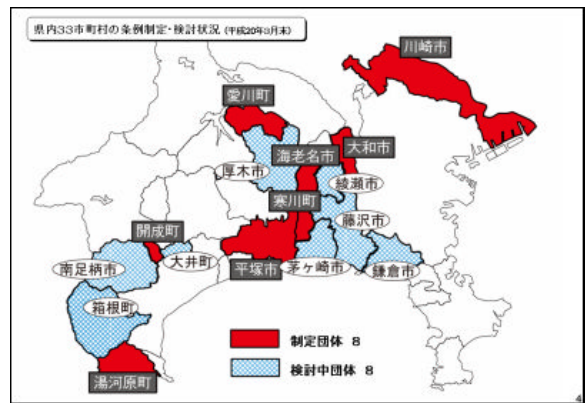 県内33市町村の条例制定・検討状況 (平成20年3月末)
川崎市
愛川町
海老名市
大和市
厚木市
綾瀬市
寒川町
藤沢市
開成町
南足柄市
大井町
平塚市
茅ヶ崎市
鎌倉市
箱根町
湯河原町
制定団体 8
検討中団体 8
4